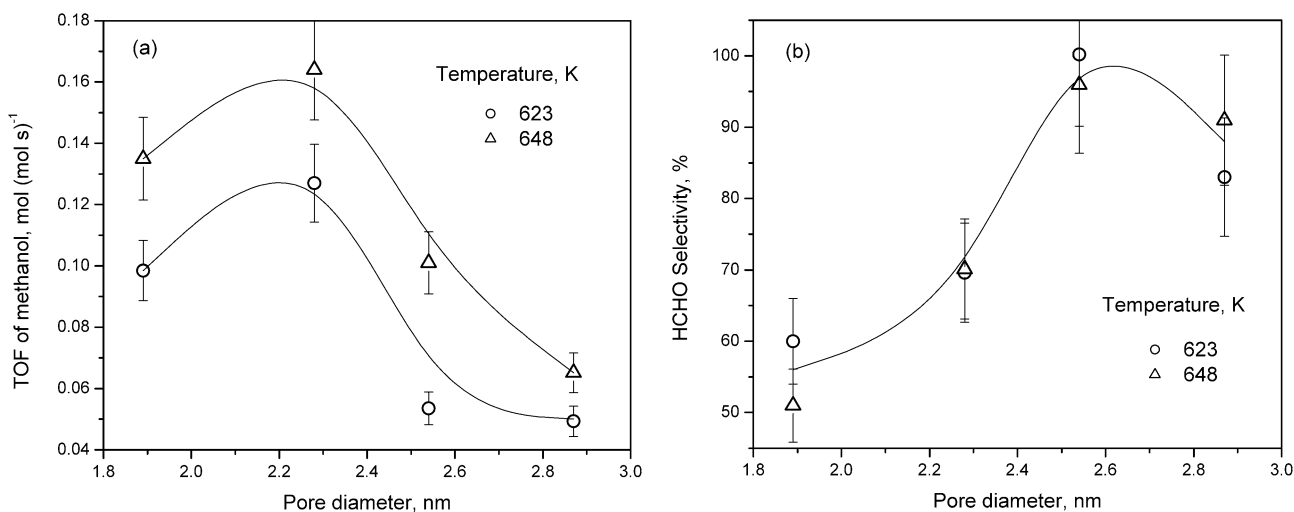 (a)
Temperature, K
623
648
0.18
0.16
0.14
0.12
0.10
0.08
0.06
0.04
1.8 2.0 2.2 2.4 2.6 2.8 3.0
TOF of methanol, mol (mol s)⁻¹
Pore diameter, nm
(b)
Temperature, K
623
648
100
90
80
70
60
50
1.8 2.0 2.2 2.4 2.6 2.8 3.0
HCHO Selectivity, %
Pore diameter, nm